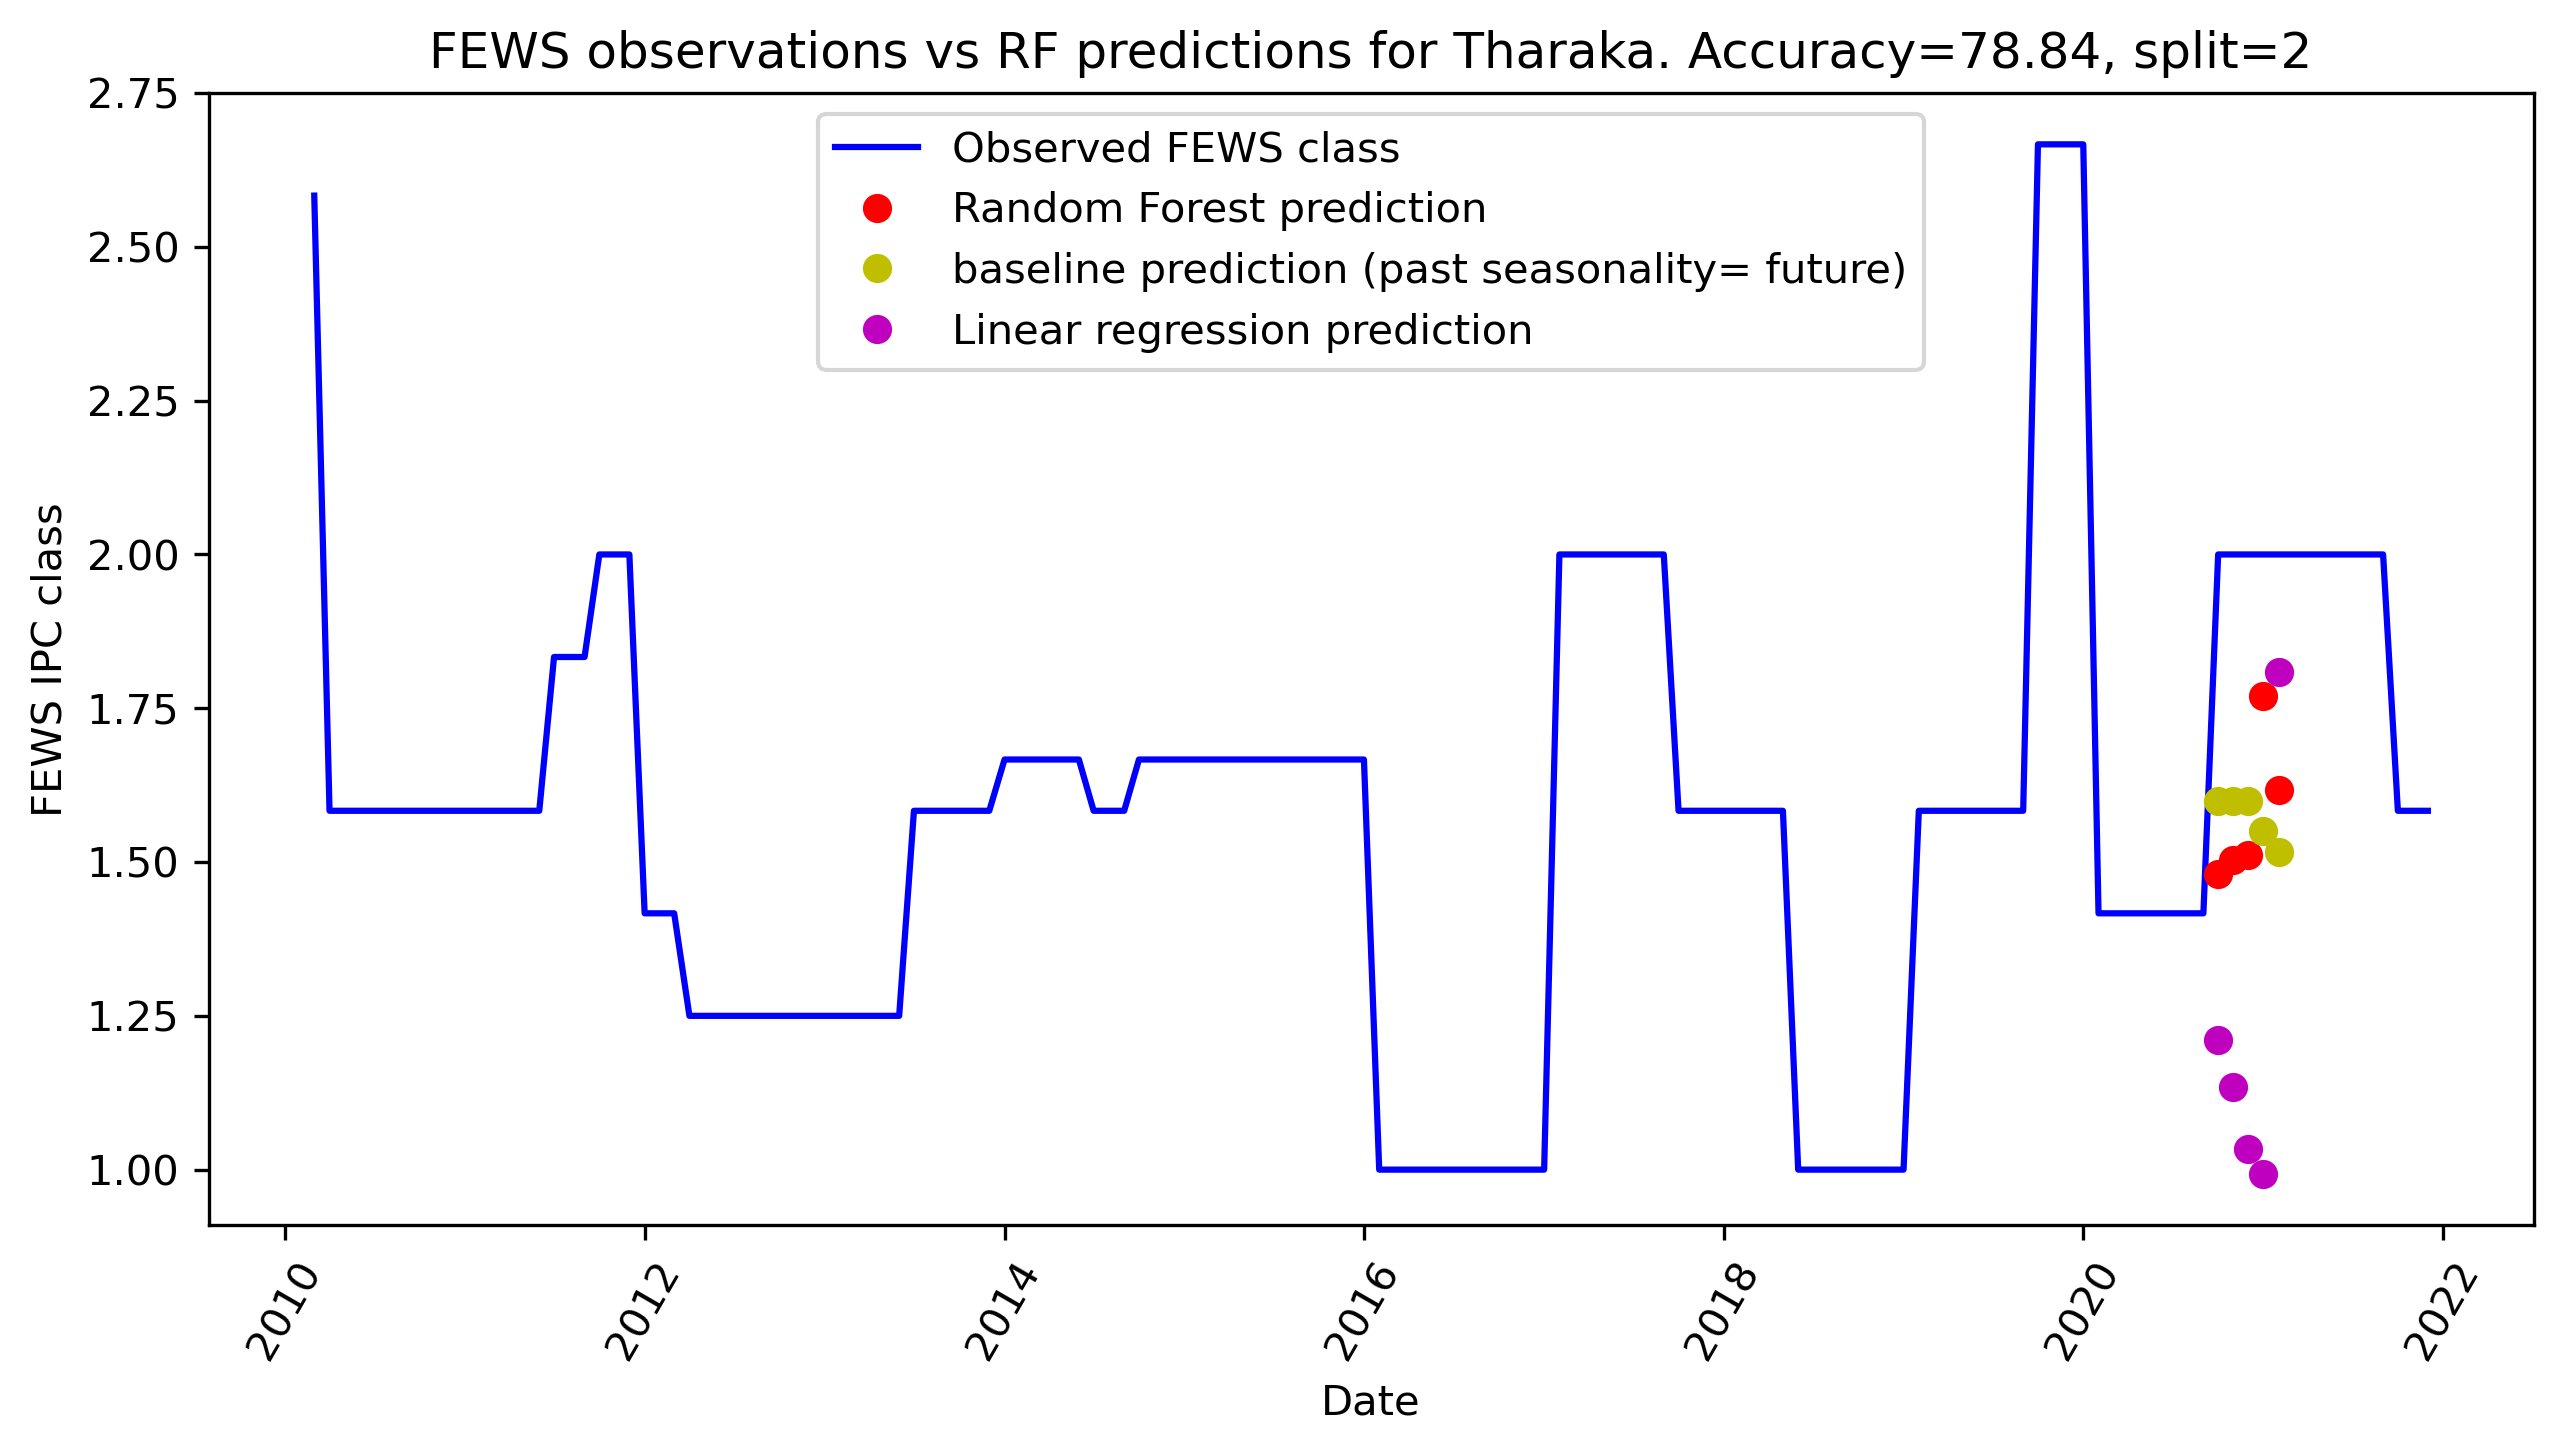 FEWS observations vs RF predictions for Tharaka. Accuracy=78.84, split=2
Observed FEWS class
Random Forest prediction
baseline prediction (past seasonality= future)
Linear regression prediction
FEWS IPC class
2.75
2.50
2.25
2.00
1.75
1.50
1.25
1.00
2010
2012
2014
2016
2018
2020
2022
Date